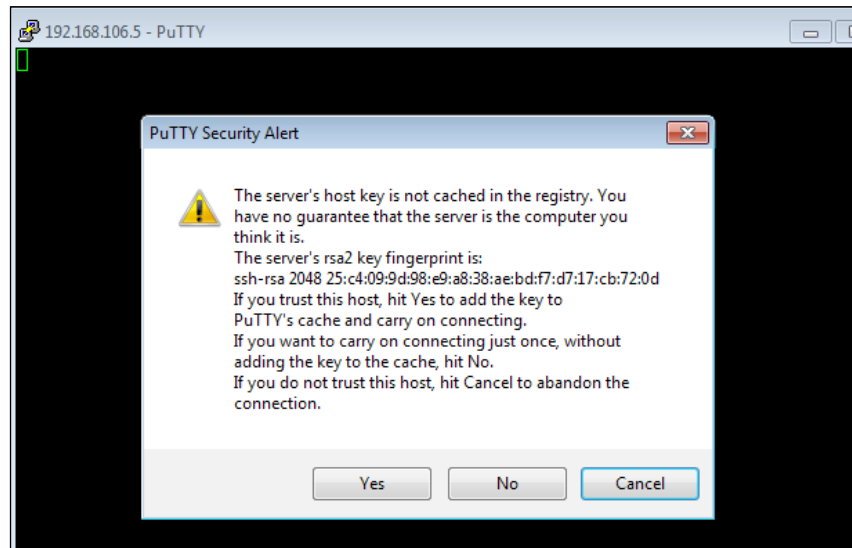 192.168.106.5 - PuTTY
PuTTY Security Alert
The server's host key is not cached in the registry. You
have no guarantee that the server is the computer you
think it is.
The server's rsa2 key fingerprint is:
ssh-rsa 2048 25:c4:09:9d:98:e9:a8:38:ae:bd:f7:d7:17:cb:72:0d
If you trust this host, hit Yes to add the key to
PuTTY's cache and carry on connecting.
If you want to carry on connecting just once, without
adding the key to the cache, hit No.
If you do not trust this host, hit Cancel to abandon the
connection.
Yes No Cancel